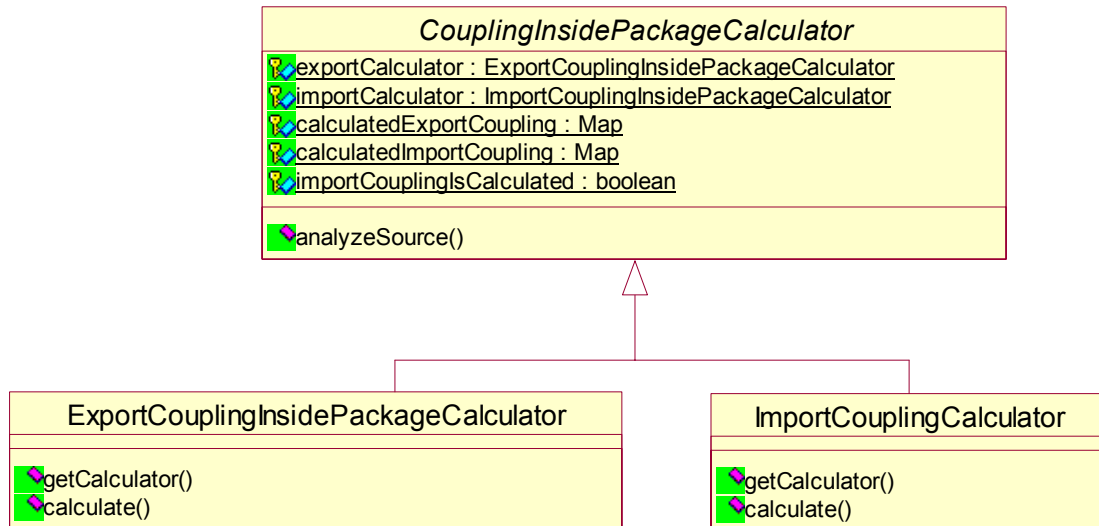 CouplingInsidePackageCalculator
exportCalculator : ExportCouplingInsidePackageCalculator
importCalculator : ImportCouplingInsidePackageCalculator
calculatedExportCoupling : Map
calculatedImportCoupling : Map
importCouplingIsCalculated : boolean
analyzeSource()
ExportCouplingInsidePackageCalculator
getCalculator()
calculate()
ImportCouplingCalculator
getCalculator()
calculate()